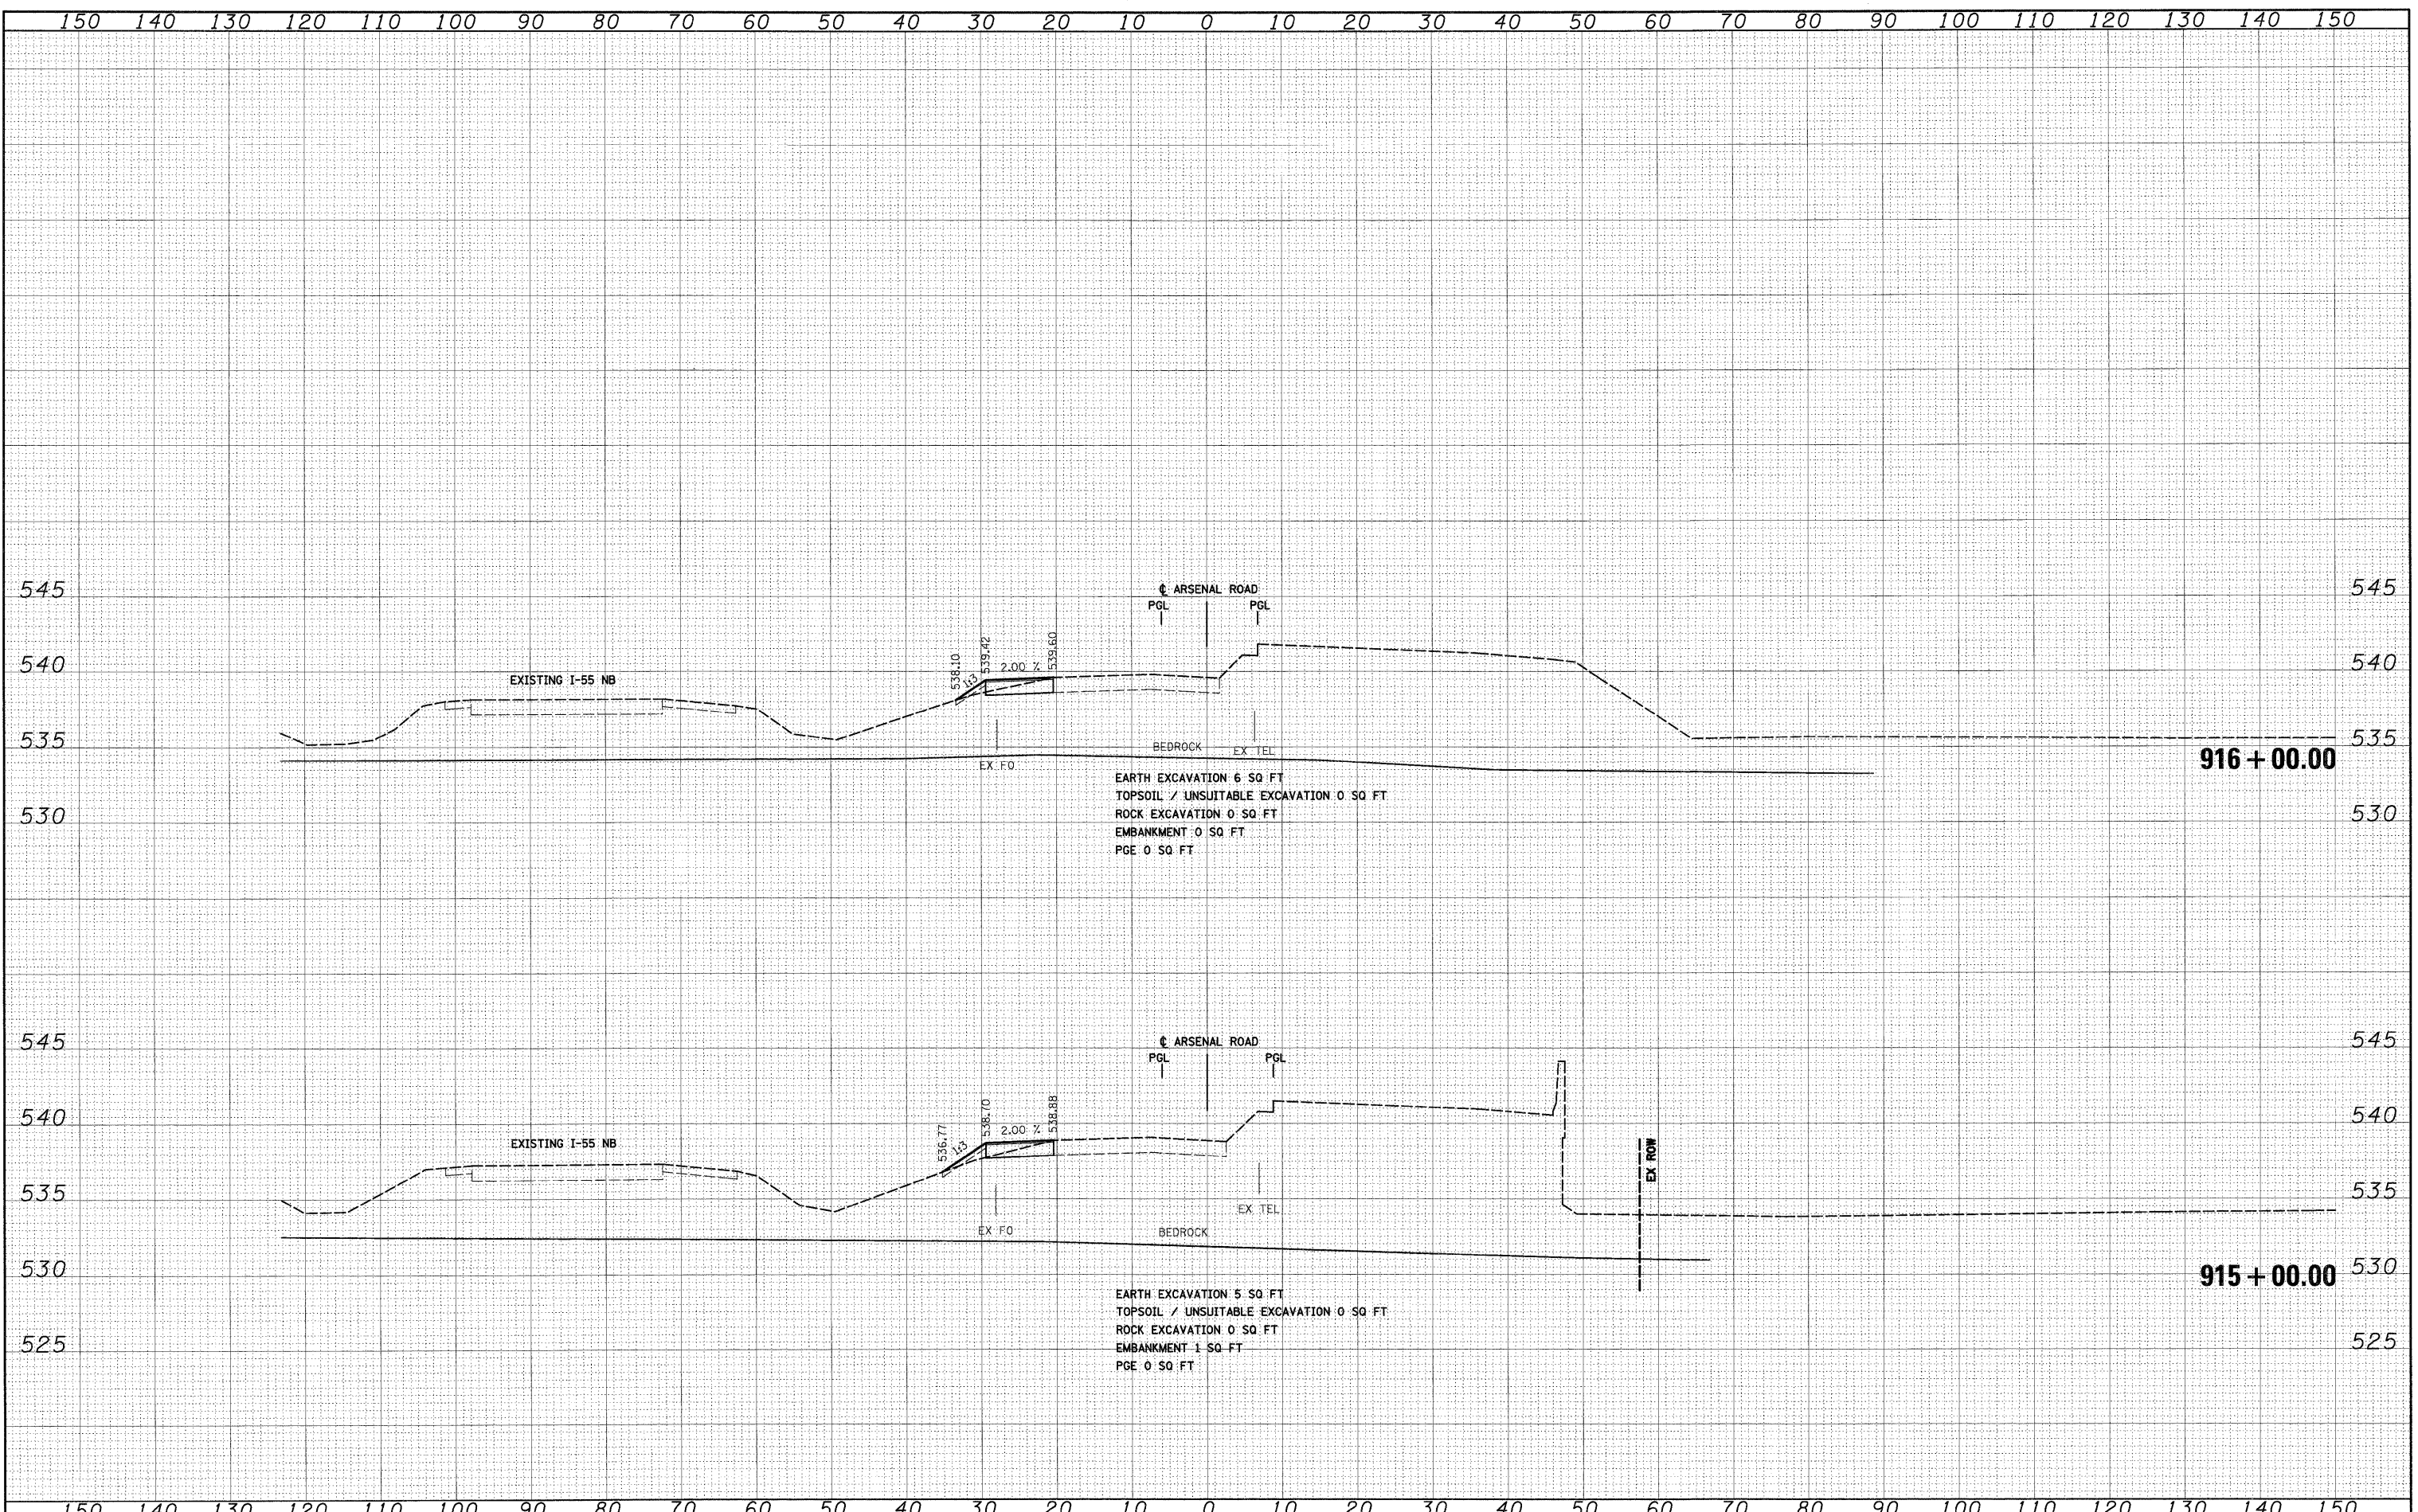 150 140 130 120 110 100 90 80 70 60 50 40 30 20 10 0 10 20 30 40 50 60 70 80 90 100 110 120 130 140 150
545 545
℄ ARSENAL ROAD
PGL PGL
540 540
538.10 539.42 539.60
1:3 2.00 %
EXISTING I-55 NB
535 535
BEDROCK EX TEL
916+00.00
EX FO
EARTH EXCAVATION 6 SQ FT
TOPSOIL / UNSUITABLE EXCAVATION 0 SQ FT
ROCK EXCAVATION 0 SQ FT
530 530
EMBANKMENT 0 SQ FT
PGE 0 SQ FT
545 545
℄ ARSENAL ROAD
PGL PGL
540 540
536.77 538.70 538.88
1:3 2.00 %
EXISTING I-55 NB
EX ROW
535 535
EX TEL
EX FO BEDROCK
530 530
915+00.00
EARTH EXCAVATION 5 SQ FT
TOPSOIL / UNSUITABLE EXCAVATION 0 SQ FT
ROCK EXCAVATION 0 SQ FT
525 525
EMBANKMENT 1 SQ FT
PGE 0 SQ FT
150 140 130 120 110 100 90 80 70 60 50 40 30 20 10 0 10 20 30 40 50 60 70 80 90 100 110 120 130 140 150